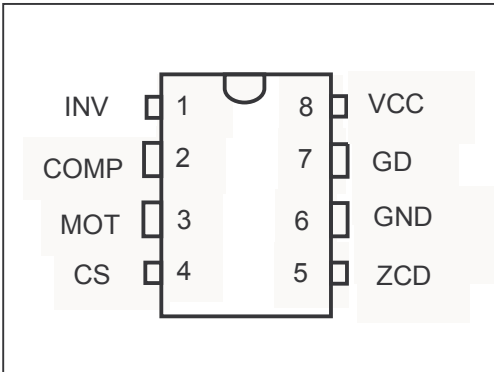 INV 1 8 VCC
COMP 2 7 GD
MOT 3 6 GND
CS 4 5 ZCD